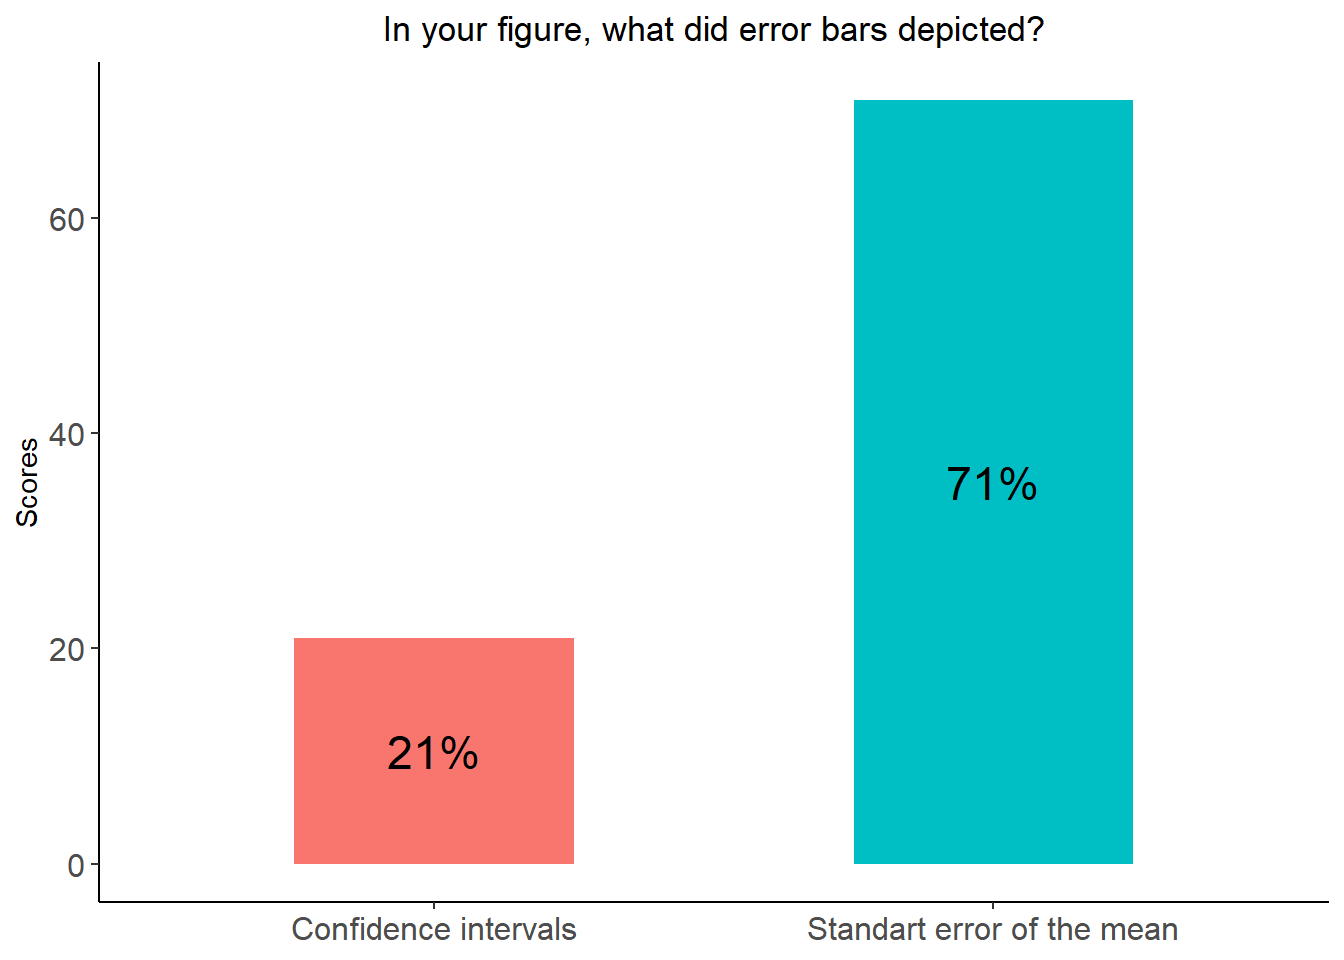 In your figure, what did error bars depicted?
Scores
60
40
20
0
71%
21%
Confidence intervals
Standart error of the mean